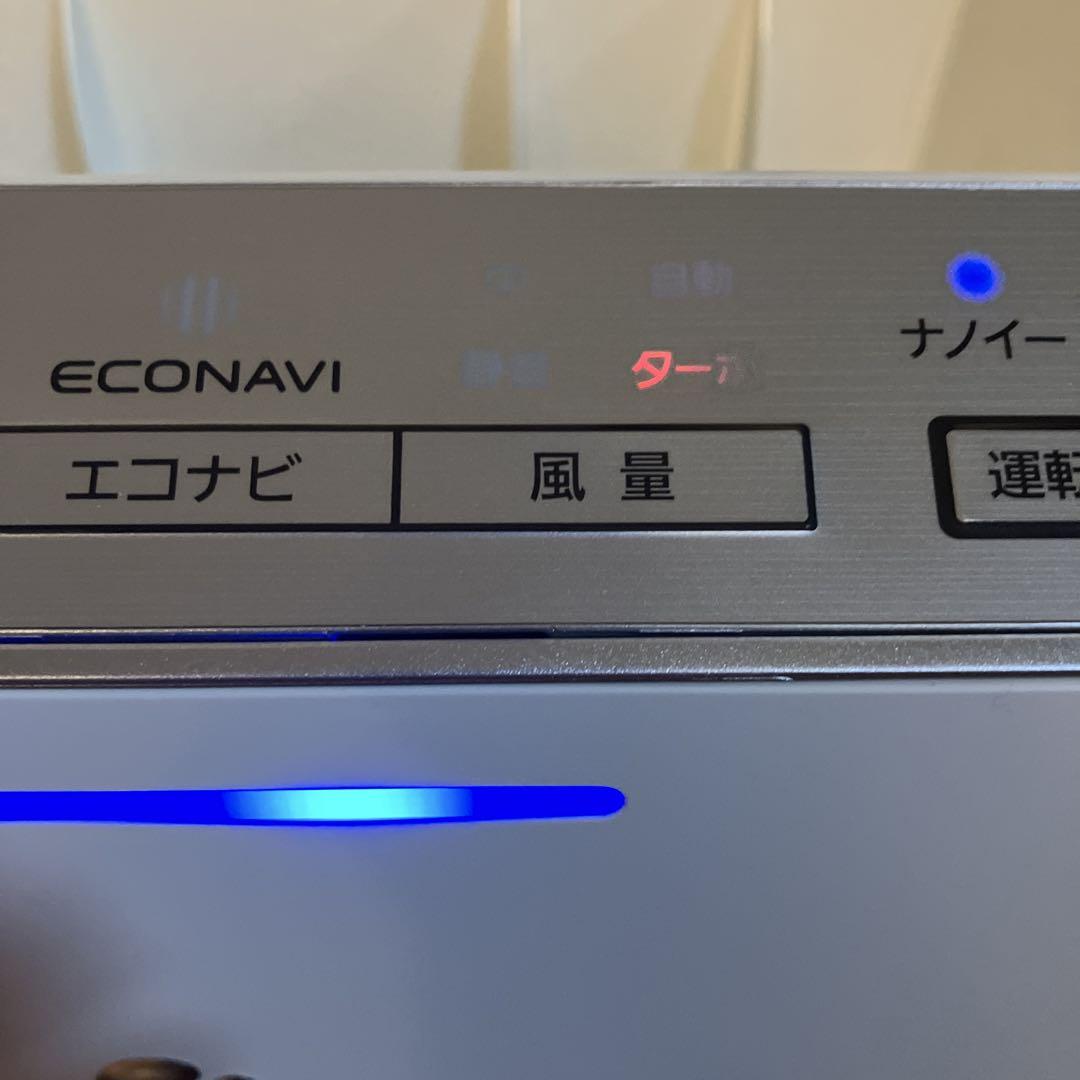 中 自動
静音 ターボ
ナノイー
ECONAVI
エコナビ 風量 運転